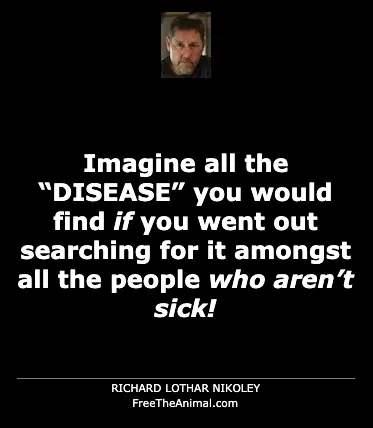 Imagine all the
“DISEASE” you would
find if you went out
searching for it amongst
all the people who aren’t
sick!
RICHARD LOTHAR NIKOLEY
FreeTheAnimal.com